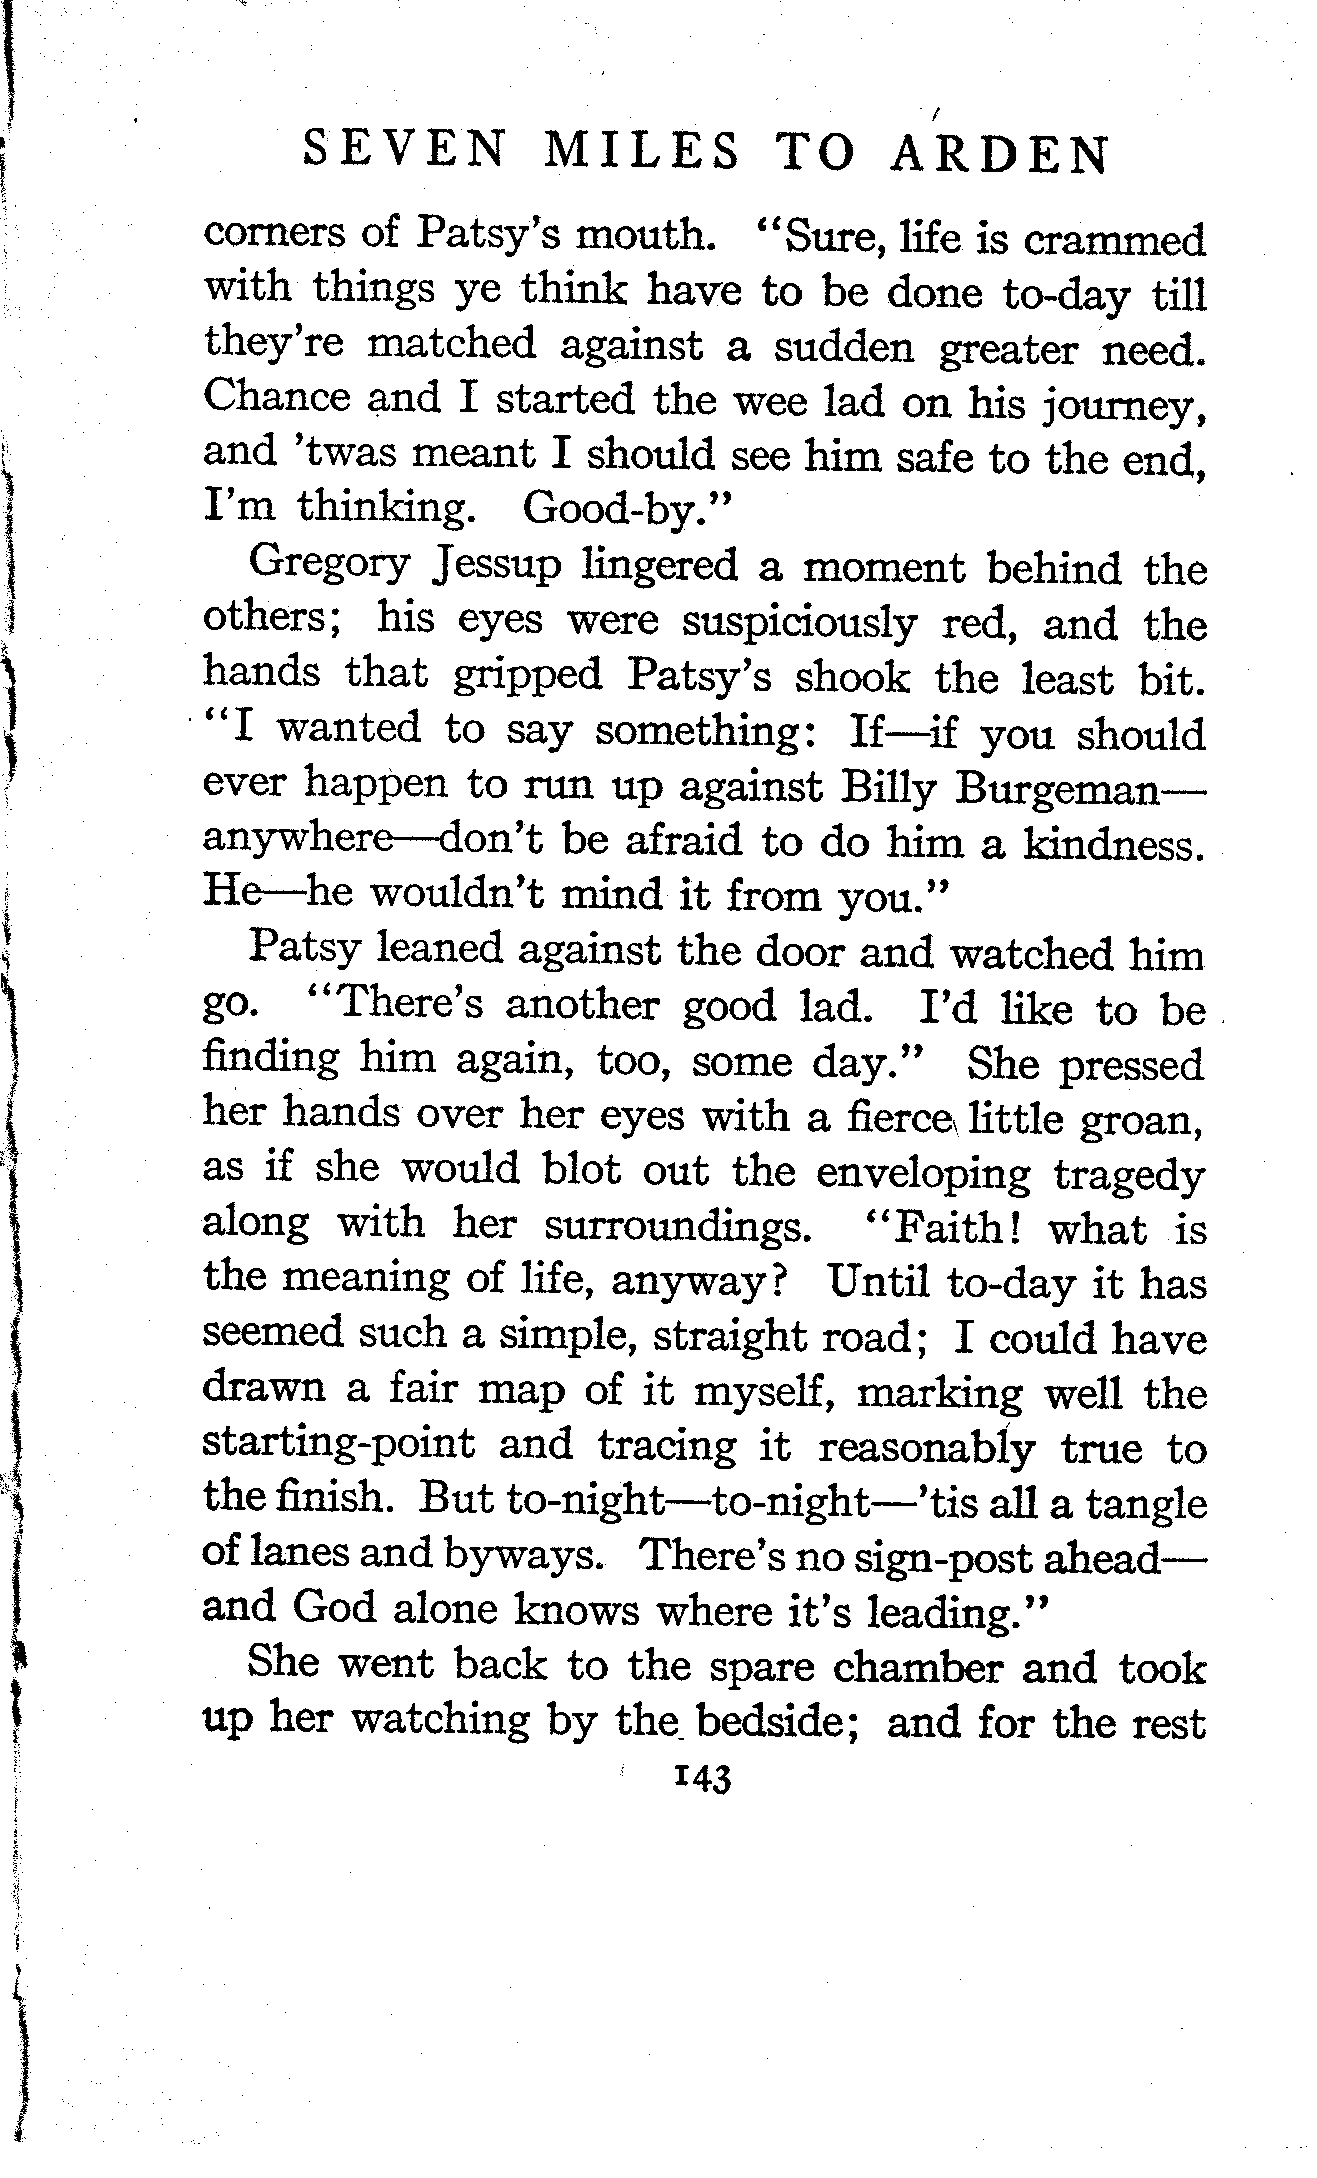 SEVEN MILES TO ARDEN
corners of Patsy's mouth. "Sure, life is crammed
with things ye think have to be done to-day till
they're matched against a sudden greater need.
Chance and I started the wee lad on his journey,
and 'twas meant I should see him safe to the end,
I'm thinking. Good-by."
Gregory Jessup lingered a moment behind the
others; his eyes were suspiciously red, and the
hands that gripped Patsy's shook the least bit.
"I wanted to say something: If—if you should
ever happen to run up against Billy Burgeman—
anywhere—don't be afraid to do him a kindness.
He—he wouldn't mind it from you."
Patsy leaned against the door and watched him
go. "There's another good lad. I'd like to be
finding him again, too, some day." She pressed
her hands over her eyes with a fierce little groan,
as if she would blot out the enveloping tragedy
along with her surroundings. "Faith! what is
the meaning of life, anyway? Until to-day it has
seemed such a simple, straight road; I could have
drawn a fair map of it myself, marking well the
starting-point and tracing it reasonably true to
the finish. But to-night—to-night—'tis all a tangle
of lanes and byways. There's no sign-post ahead—
and God alone knows where it's leading."
She went back to the spare chamber and took
up her watching by the bedside; and for the rest
143